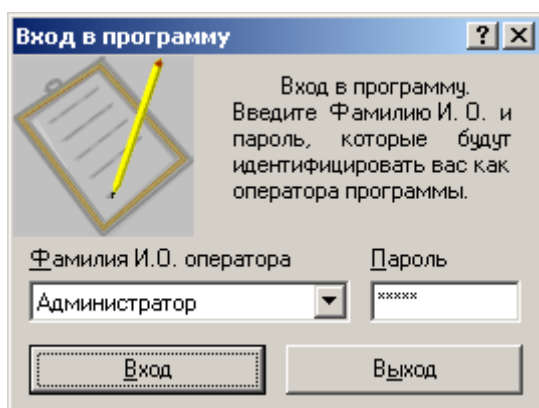 Вход в программу
Вход в программу.
Введите Фамилию И. О. и
пароль, которые будут
идентифицировать вас как
оператора программы.
Фамилия И.О. оператора Пароль
Администратор xxxxx
Вход Выход